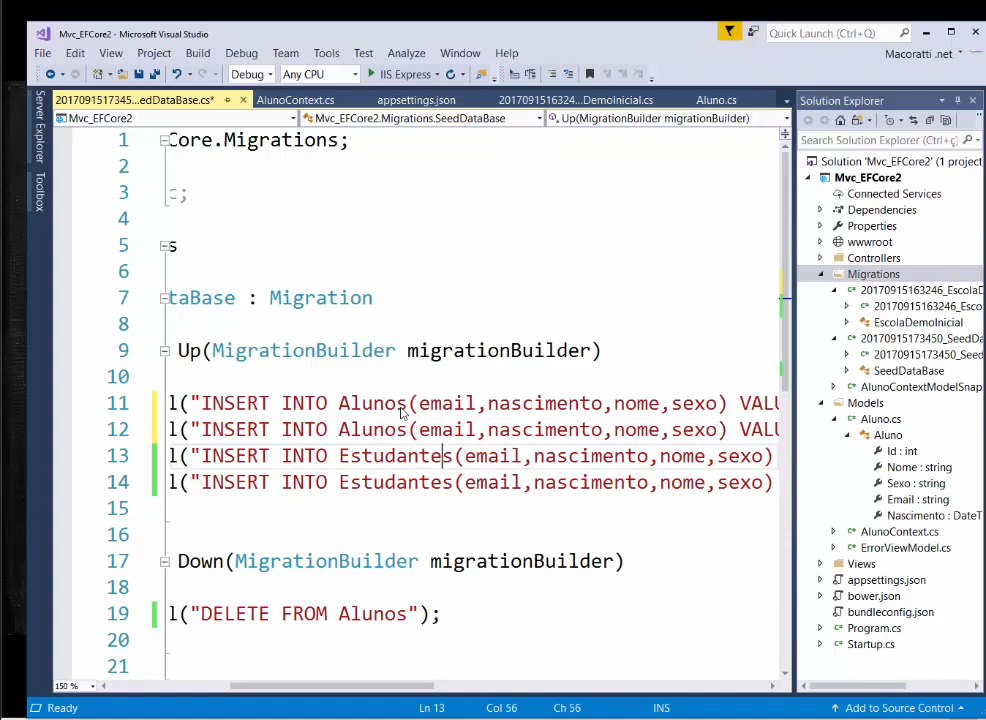 Mvc_EFCore2 - Microsoft Visual Studio
Quick Launch (Ctrl+Q)
File Edit View Project Build Debug Team Tools Test Analyze Window Help
Macoratti .net
Debug Any CPU IIS Express
Server Explorer
Toolbox
2017091517345...edDataBase.cs* AlunoContext.cs appsettings.json 201709151632 4...DemoInicial.cs Aluno.cs
Mvc_EFCore2 Mvc_EFCore2.Migrations.SeedDataBase Up(MigrationBuilder migrationBuilder)
1 Core.Migrations;
2
3 c;
4
5 s
6
7 taBase : Migration
8
9 Up(MigrationBuilder migrationBuilder)
10
11 l("INSERT INTO Alunos(email,nascimento,nome,sexo) VALU
12 l("INSERT INTO Alunos(email,nascimento,nome,sexo) VALU
13 l("INSERT INTO Estudantes(email,nascimento,nome,sexo)
14 l("INSERT INTO Estudantes(email,nascimento,nome,sexo)
15
16
17 Down(MigrationBuilder migrationBuilder)
18
19 l("DELETE FROM Alunos");
20
21
150 %
Solution Explorer
Search Solution Explorer (Ctrl+ç)
Solution 'Mvc_EFCore2' (1 project
Mvc_EFCore2
Connected Services
Dependencies
Properties
wwwroot
Controllers
Migrations
20170915163246_EscolaD
20170915163246_Escol
EscolaDemoInicial
20170915173450_SeedDat
20170915173450_Seed
SeedDataBase
AlunoContextModelSnap
Models
Aluno.cs
Aluno
Id : int
Nome : string
Sexo : string
Email : string
Nascimento : DateT
AlunoContext.cs
ErrorViewModel.cs
Views
appsettings.json
bower.json
bundleconfig.json
Program.cs
Startup.cs
Ready Ln 13 Col 56 Ch 56 INS Add to Source Control